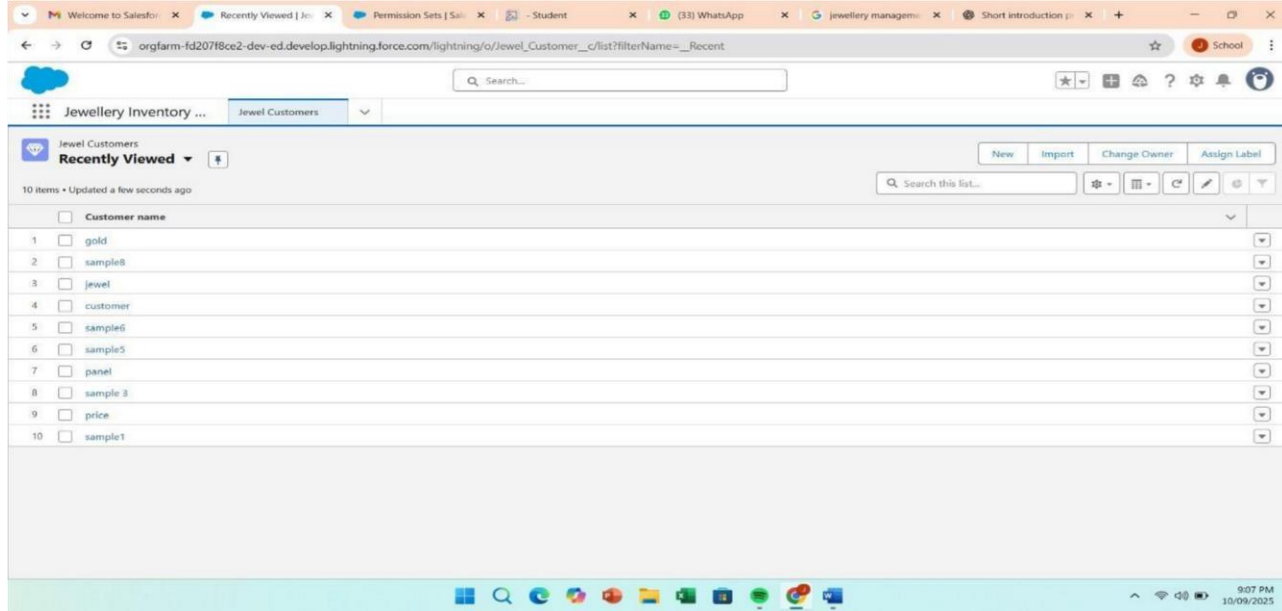 Welcome to Salesfor
Recently Viewed | Je
Permission Sets | Sal
- Student
(33) WhatsApp
jewellery manageme
Short introduction p
orgfarm-fd207f8ce2-dev-ed.develop.lightning.force.com/lightning/o/Jewel_Customer__c/list?filterName=__Recent
J School
Search...
Jewellery Inventory ...
Jewel Customers
Jewel Customers
Recently Viewed
New Import Change Owner Assign Label
10 items • Updated a few seconds ago
Search this list...
Customer name
1 gold
2 sample8
3 jewel
4 customer
5 sample6
6 sample5
7 panel
8 sample 3
9 price
10 sample1
9:07 PM
10/09/2025